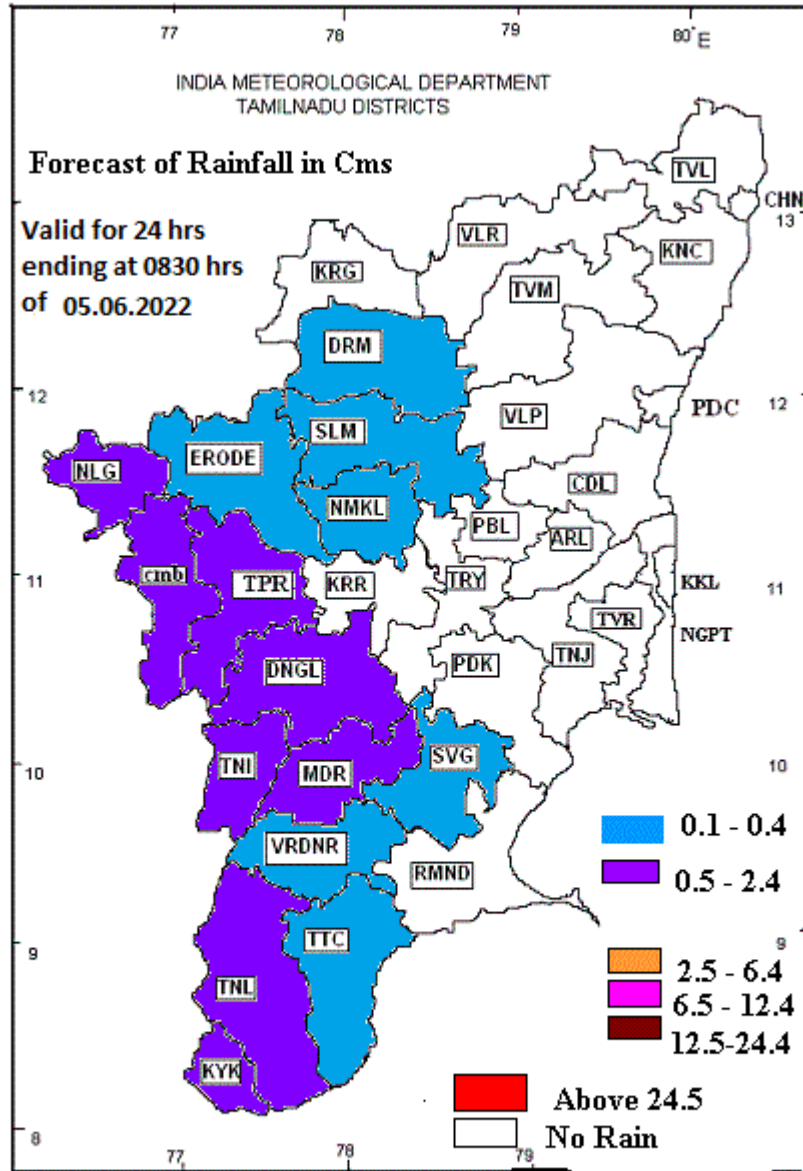 77 78 79 80° E
INDIA METEOROLOGICAL DEPARTMENT
TAMILNADU DISTRICTS
Forecast of Rainfall in Cms
TVL
CHN
13
Valid for 24 hrs
ending at 0830 hrs
of 05.06.2022
VLR
KNC
KRG
TVM
DRM
12
12
PDC
VLP
SLM
ERODE
NLG
CDL
NMKL
PBL
ARL
11
cmb
TPR
KRR
TRY
KKL
11
TVR
NGPT
DNGL
PDK
TNJ
10
TNI
MDR
SVG
10
0.1 - 0.4
VRDNR
RMND
0.5 - 2.4
9
TTC
9
2.5 - 6.4
TNL
6.5 - 12.4
12.5-24.4
KYK
Above 24.5
8
No Rain
77 78 79